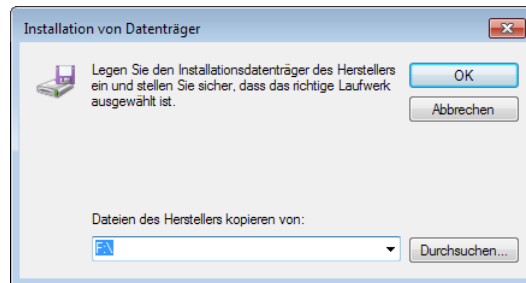 Installation von Datenträger
Legen Sie den Installationsdatenträger des Herstellers
ein und stellen Sie sicher, dass das richtige Laufwerk
ausgewählt ist.
OK
Abbrechen
Dateien des Herstellers kopieren von:
F:\
Durchsuchen...